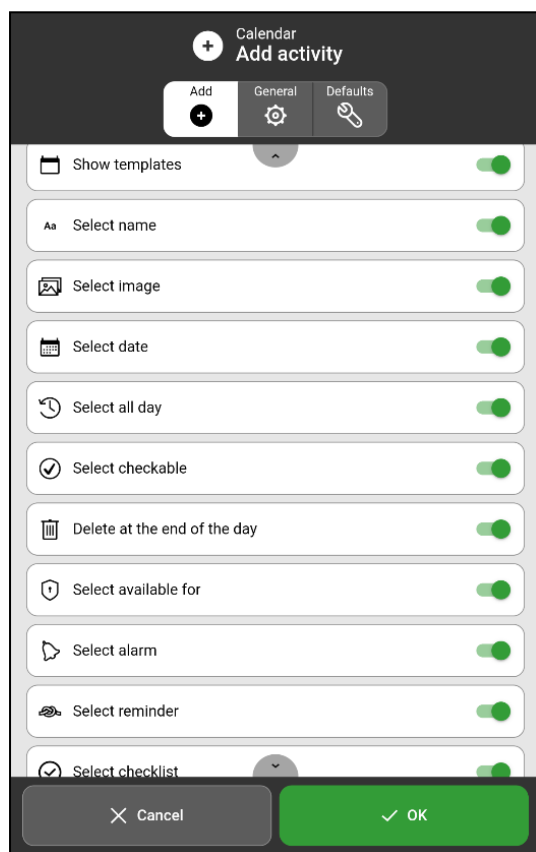 Calendar
Add activity
Add
General
Defaults
Show templates
Aa Select name
Select image
Select date
Select all day
Select checkable
Delete at the end of the day
Select available for
Select alarm
Select reminder
Select checklist
Cancel
OK